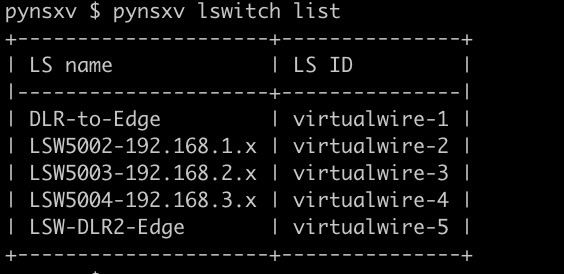 pynsxv $ pynsxv lswitch list
+---------------------+---------------+
| LS name             | LS ID         |
|---------------------+---------------|
| DLR-to-Edge         | virtualwire-1 |
| LSW5002-192.168.1.x | virtualwire-2 |
| LSW5003-192.168.2.x | virtualwire-3 |
| LSW5004-192.168.3.x | virtualwire-4 |
| LSW-DLR2-Edge       | virtualwire-5 |
+---------------------+---------------+